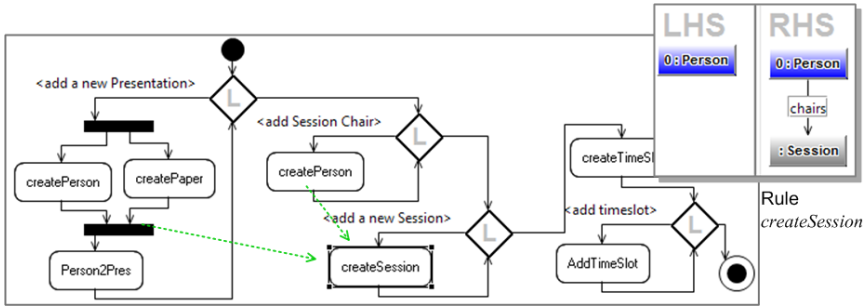 LHS
RHS
0 : Person
0 : Person
chairs
: Session
Rule
createSession
<add a new Presentation>
L
<add Session Chair>
L
createPerson
createPaper
createPerson
createTimeSl
<add a new Session>
L
<add timeslot>
L
Person2Pres
createSession
AddTimeSlot